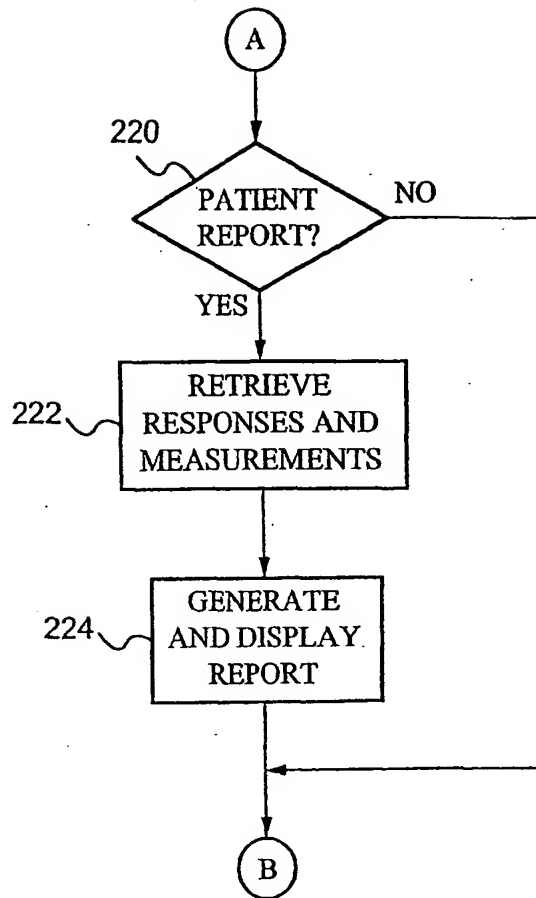 A
220
PATIENT
REPORT?
NO
YES
222
RETRIEVE
RESPONSES AND
MEASUREMENTS
224
GENERATE
AND DISPLAY
REPORT
B